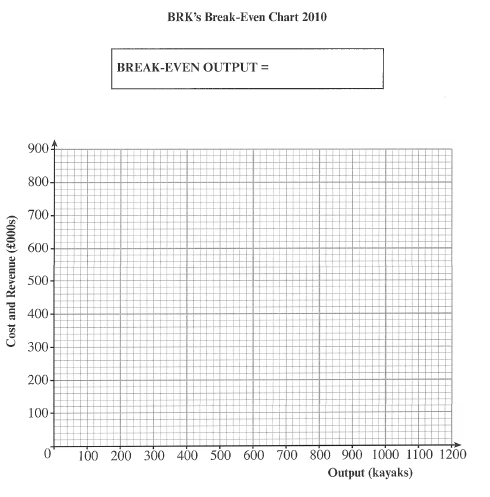 BRK's Break-Even Chart 2010
BREAK-EVEN OUTPUT =
Cost and Revenue (£000s)
900
800
700
600
500
400
300
200
100
0
100 200 300 400 500 600 700 800 900 1000 1100 1200
Output (kayaks)